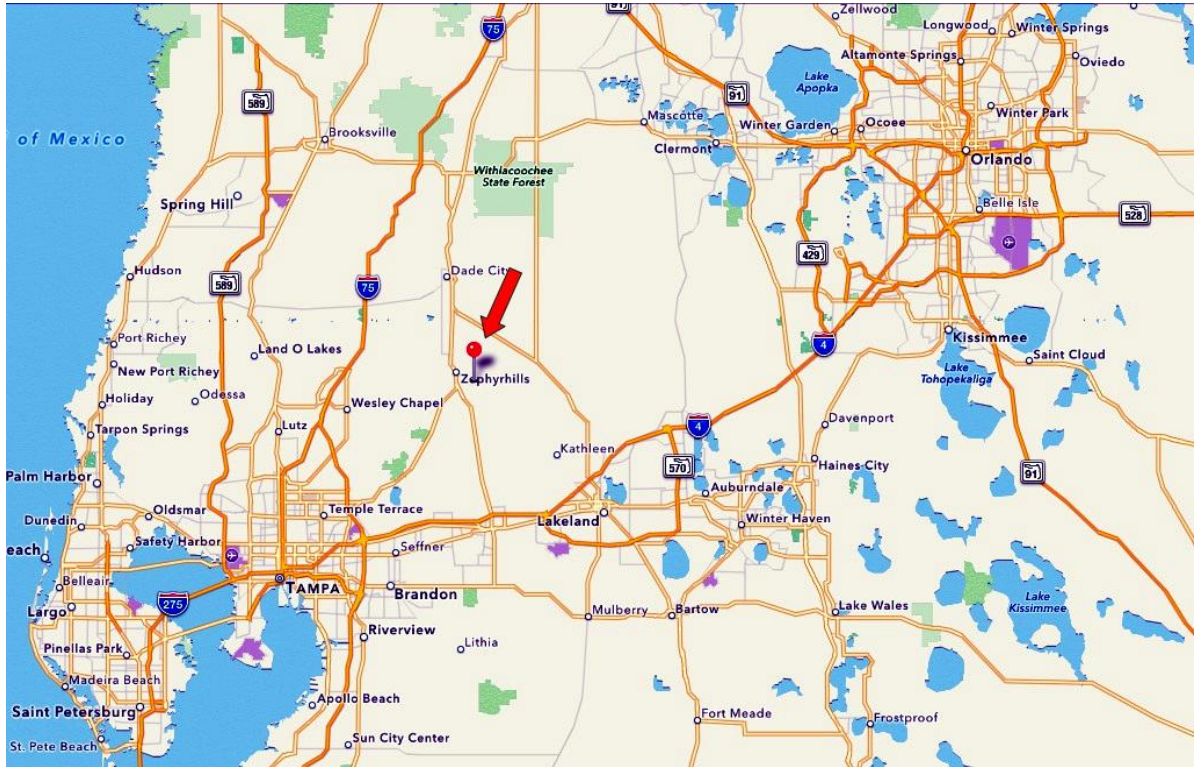 91
Zellwood
Longwood
Winter Springs
75
Altamonte Springs
Oviedo
Lake
Apopka
91
589
Mascotte
Winter Garden
Ocoee
Winter Park
of Mexico
Brooksville
Clermont
Orlando
Withlacoochee
State Forest
Spring Hill
Belle Isle
528
429
Hudson
589
75
Dade City
Port Richey
Land O Lakes
4
Kissimmee
Saint Cloud
New Port Richey
Zephyrhills
Lake
Tohopekaliga
Holiday
Odessa
Wesley Chapel
Tarpon Springs
Lutz
4
Davenport
Kathleen
Palm Harbor
570
Haines City
91
Auburndale
Dunedin
Oldsmar
Temple Terrace
Lakeland
Winter Haven
each
Safety Harbor
Seffner
Belleair
TAMPA
Brandon
Lake
Kissimmee
Largo
275
Mulberry
Bartow
Lake Wales
Riverview
Pinellas Park
Lithia
Madeira Beach
Apollo Beach
Saint Petersburg
Fort Meade
Frostproof
St. Pete Beach
Sun City Center